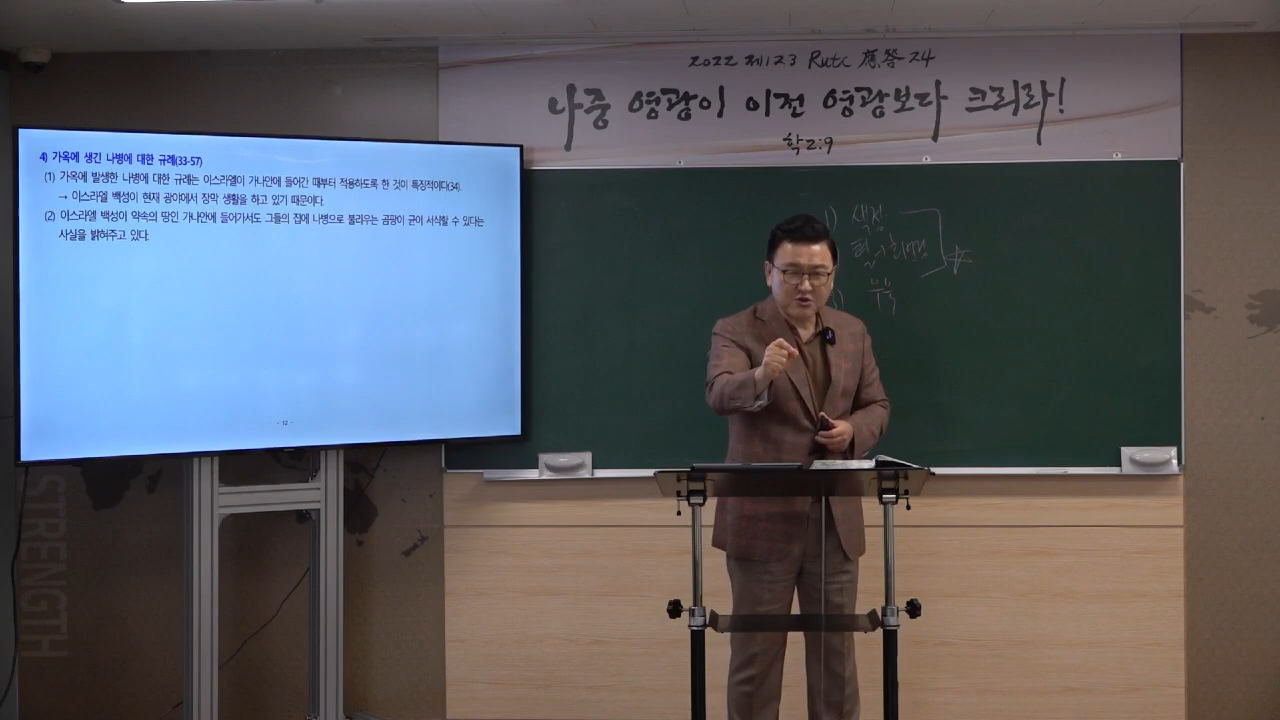 2022 제123 Rutc 應答 24
나중 영광이 이전 영광보다 크리라!
학2:9
4) 가옥에 생긴 나병에 대한 규례(33-57)
(1) 가옥에 발생한 나병에 대한 규례는 이스라엘이 가나안에 들어간 때부터 적용하도록 한 것이 특징적이다(34).
→ 이스라엘 백성이 현재 광야에서 장막 생활을 하고 있기 때문이다.
(2) 이스라엘 백성이 약속의 땅인 가나안에 들어가서도 그들의 집에 나병으로 불리우는 곰팡이 균이 서식할 수 있다는
사실을 밝혀주고 있다.
- 12 -
1) 색점
STRENGTH